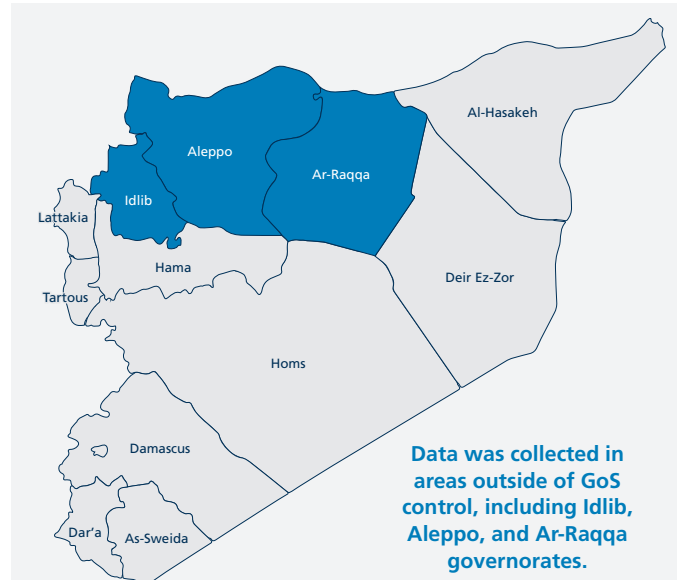 Al-Hasakeh
Aleppo
Ar-Raqqa
Idlib
Lattakia
Hama
Deir Ez-Zor
Tartous
Homs
Damascus
Data was collected in
areas outside of GoS
control, including Idlib,
Aleppo, and Ar-Raqqa
governorates.
Dar'a
As-Sweida